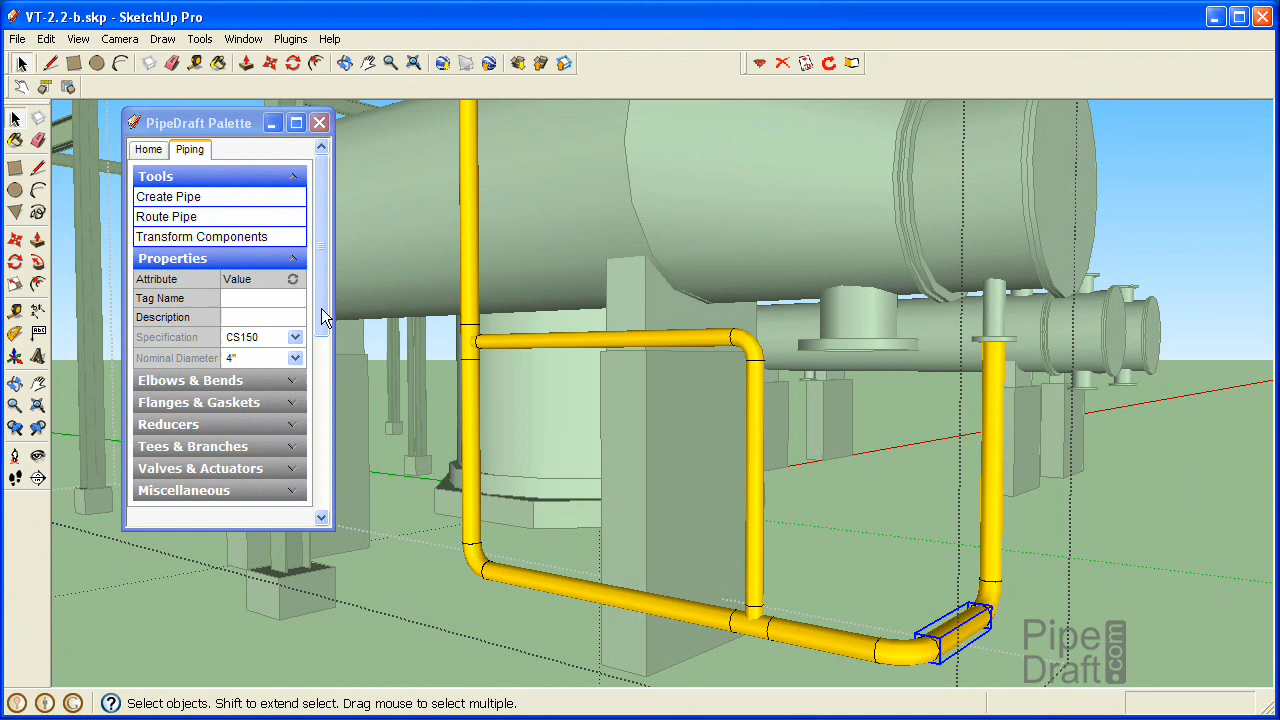 VT-2.2-b.skp - SketchUp Pro
File Edit View Camera Draw Tools Window Plugins Help
PipeDraft Palette
Home Piping
Tools
Create Pipe
Route Pipe
Transform Components
Properties
Attribute Value
Tag Name
Description
Specification CS150
Nominal Diameter 4"
Elbows & Bends
Flanges & Gaskets
Reducers
Tees & Branches
Valves & Actuators
Miscellaneous
Pipe
Draft
.com
Select objects. Shift to extend select. Drag mouse to select multiple.